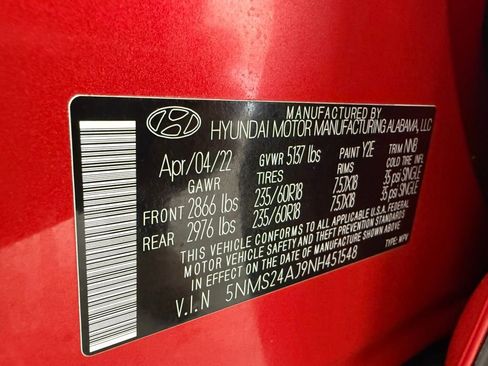 MANUFACTURED BY
HYUNDAI MOTOR MANUFACTURING ALABAMA, LLC
Apr/04/22 GVWR 5137 lbs PAINT Y2E TRIM NNB
GAWR TIRES RIMS COLD TIRE INFL
FRONT 2866 lbs 235/60R18 7.5JX18 35 psi SINGLE
REAR 2976 lbs 235/60R18 7.5JX18 35 psi SINGLE
THIS VEHICLE CONFORMS TO ALL APPLICABLE U.S.A. FEDERAL
MOTOR VEHICLE SAFETY AND THEFT PREVENTION STANDARDS
IN EFFECT ON THE DATE OF MANUFACTURE SHOWN ABOVE.
V.I.N 5NMS24AJ9NH451548 TYPE: MPV